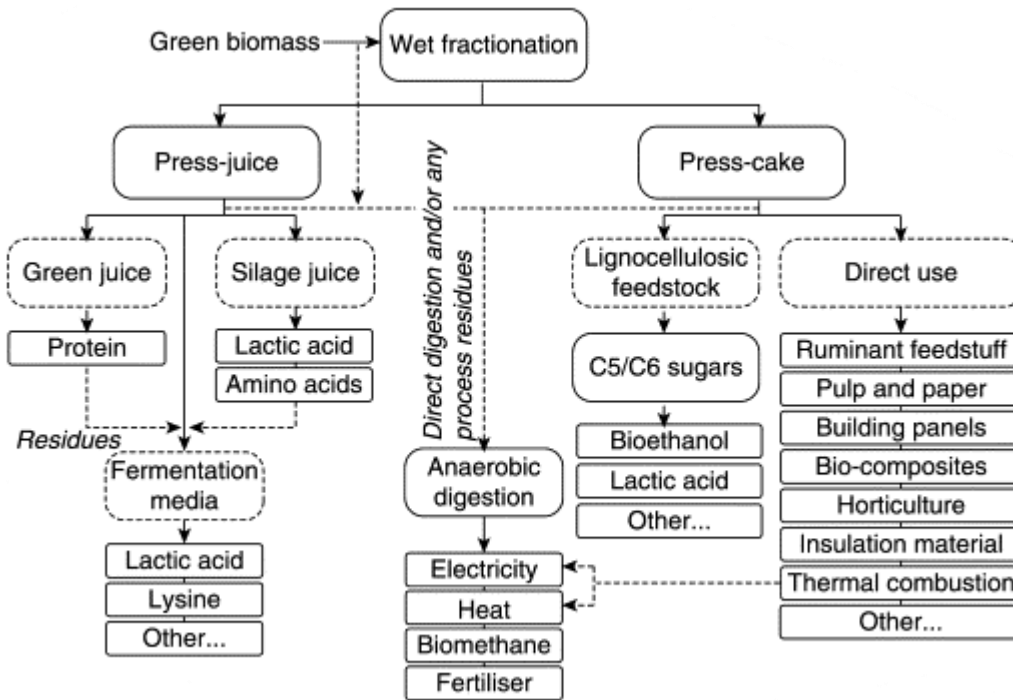 Green biomass
Wet fractionation
Press-juice
Press-cake
Direct digestion and/or any
process residues
Green juice
Silage juice
Lignocellulosic
feedstock
Direct use
Protein
Lactic acid
Amino acids
C5/C6 sugars
Ruminant feedstuff
Pulp and paper
Building panels
Bio-composites
Horticulture
Insulation material
Thermal combustion
Other...
Residues
Fermentation
media
Anaerobic
digestion
Bioethanol
Lactic acid
Other...
Lactic acid
Lysine
Other...
Electricity
Heat
Biomethane
Fertiliser